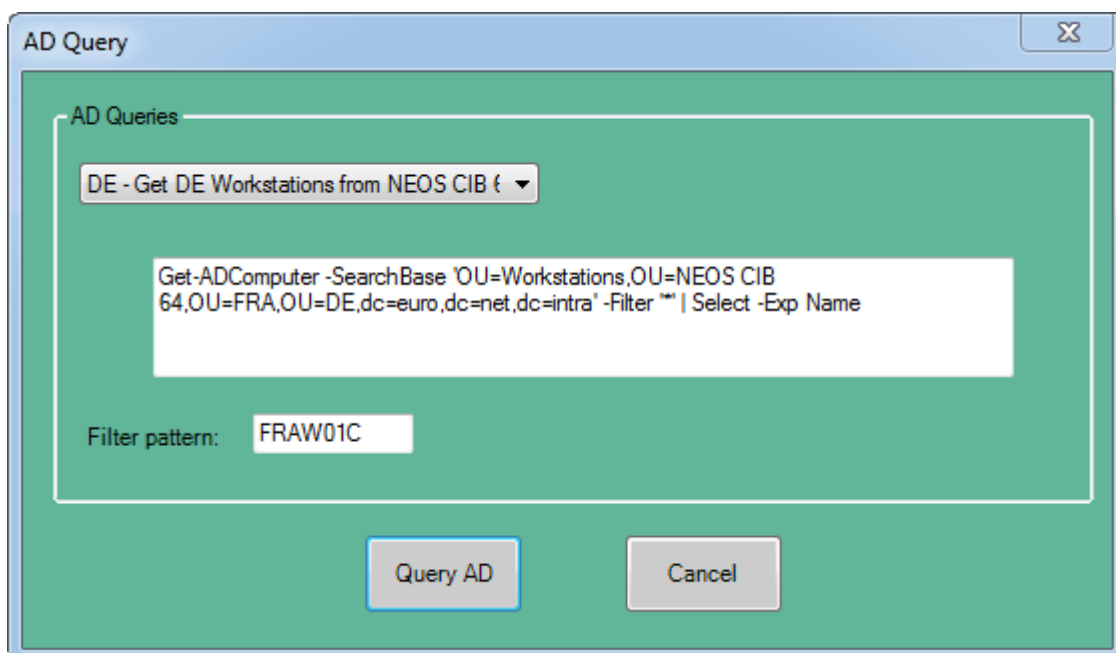 AD Query
AD Queries
DE - Get DE Workstations from NEOS CIB 6
Get-ADComputer -SearchBase 'OU=Workstations,OU=NEOS CIB
64,OU=FRA,OU=DE,dc=euro,dc=net,dc=intra' -Filter '*' | Select -Exp Name
Filter pattern:
FRAW01C
Query AD
Cancel